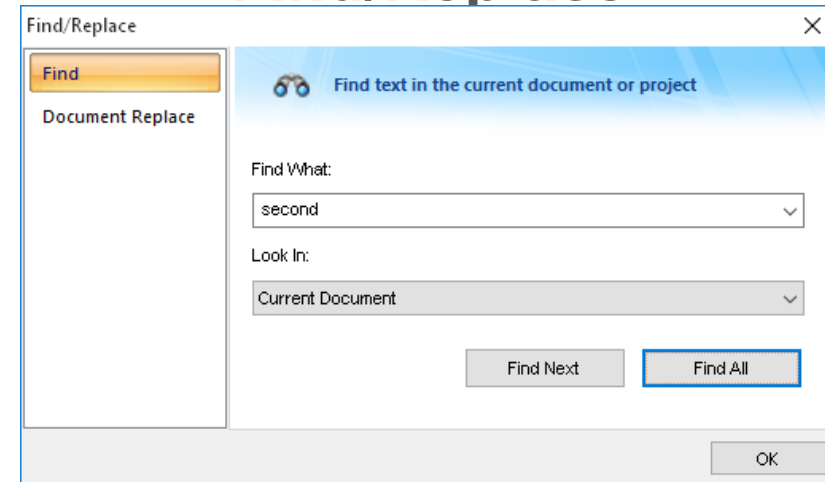 Find/Replace
Find
Document Replace
Find text in the current document or project
Find What:
second
Look In:
Current Document
Find Next
Find All
OK